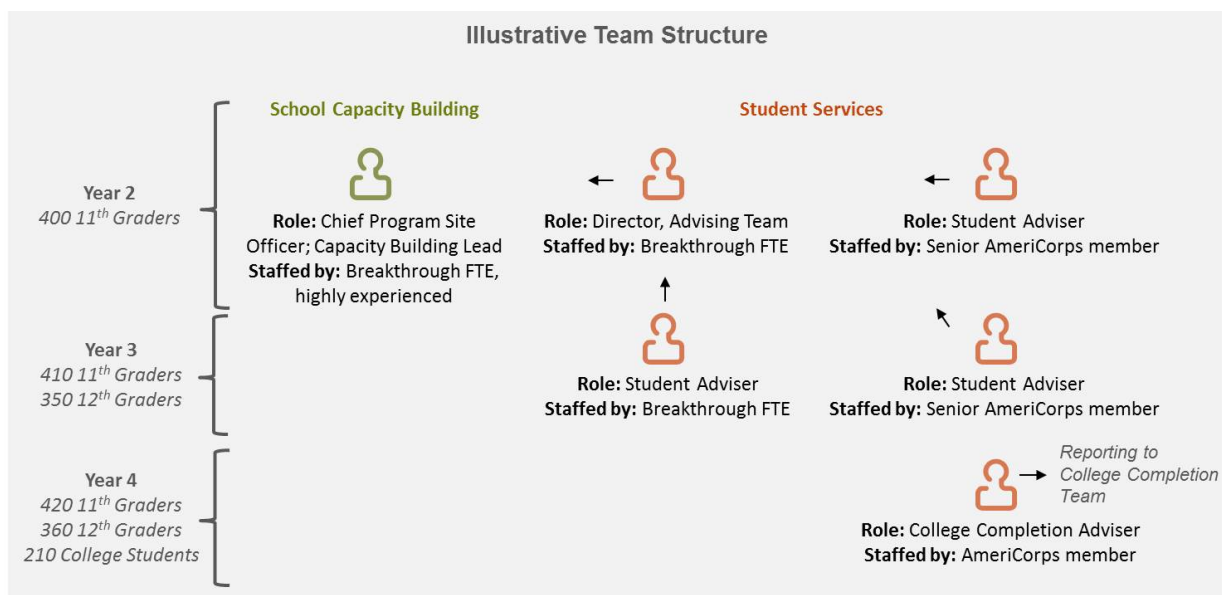 Illustrative Team Structure
School Capacity Building
Student Services
Year 2
400 11th Graders
Role: Chief Program Site
Officer; Capacity Building Lead
Staffed by: Breakthrough FTE,
highly experienced
Role: Director, Advising Team
Staffed by: Breakthrough FTE
Role: Student Adviser
Staffed by: Senior AmeriCorps member
Year 3
410 11th Graders
350 12th Graders
Role: Student Adviser
Staffed by: Breakthrough FTE
Role: Student Adviser
Staffed by: Senior AmeriCorps member
Year 4
420 11th Graders
360 12th Graders
210 College Students
Reporting to
College Completion
Team
Role: College Completion Adviser
Staffed by: AmeriCorps member